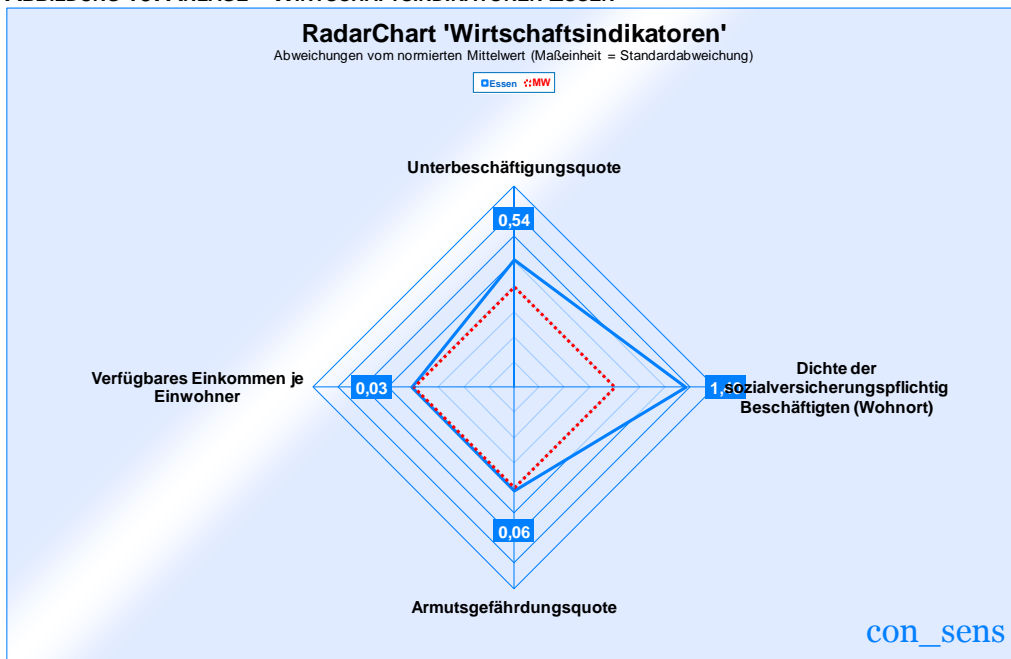 RadarChart 'Wirtschaftsindikatoren'
Abweichungen vom normierten Mittelwert (Maßeinheit = Standardabweichung)
Essen MW
Unterbeschäftigungsquote
0,54
Verfügbares Einkommen je
Einwohner
0,03
Dichte der
sozialversicherungspflichtig
Beschäftigten (Wohnort)
0,06
Armutsgefährdungsquote
con_sens